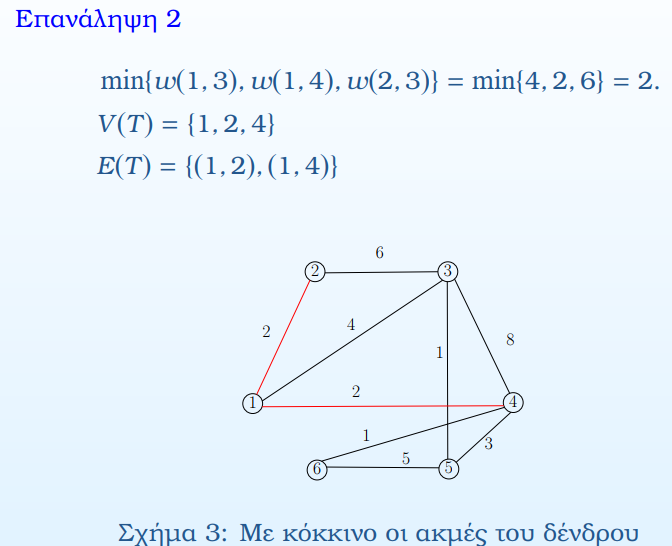 Επανάληψη 2
min{w(1, 3), w(1, 4), w(2, 3)} = min{4, 2, 6} = 2.
V(T) = {1, 2, 4}
E(T) = {(1, 2), (1, 4)}
6
2 3
2 4 8
1
2
1 4
1 3
5
6 5
Σχήμα 3: Με κόκκινο οι ακμές του δένδρου